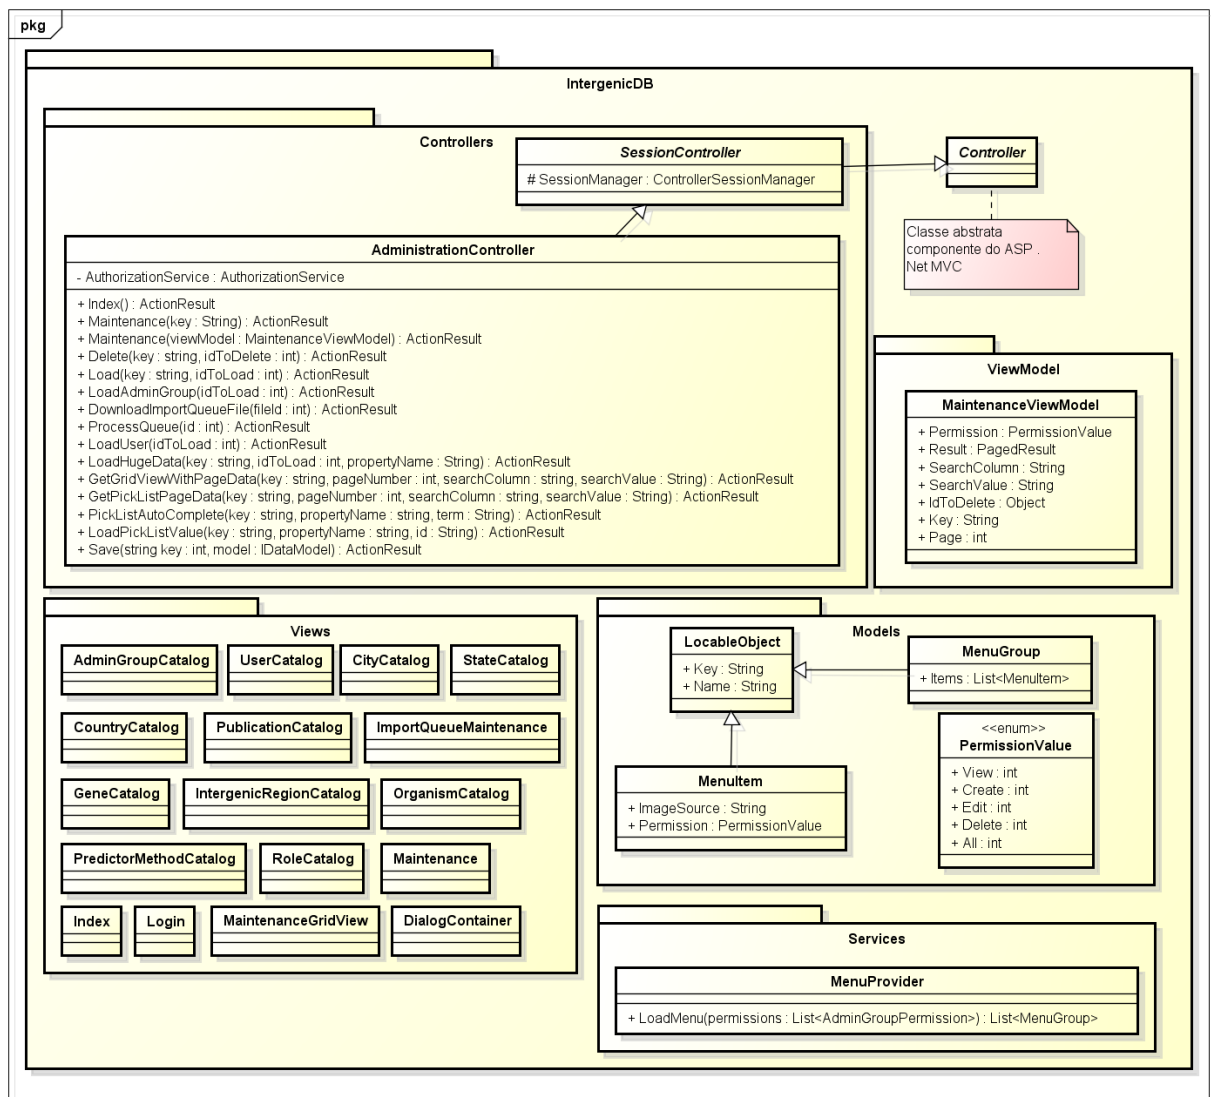 pkg
IntergenicDB
Controllers
SessionController
# SessionManager : ControllerSessionManager
Controller
Classe abstrata
componente do ASP .
Net MVC
AdministrationController
- AuthorizationService : AuthorizationService
+ Index() : ActionResult
+ Maintenance(key : String) : ActionResult
+ Maintenance(viewModel : MaintenanceViewModel) : ActionResult
+ Delete(key : string, idToDelete : int) : ActionResult
+ Load(key : string, idToLoad : int) : ActionResult
+ LoadAdminGroup(idToLoad : int) : ActionResult
+ DownloadImportQueueFile(fileId : int) : ActionResult
+ ProcessQueue(id : int) : ActionResult
+ LoadUser(idToLoad : int) : ActionResult
+ LoadHugeData(key : string, idToLoad : int, propertyName : String) : ActionResult
+ GetGridViewWithPageData(key : string, pageNumber : int, searchColumn : string, searchValue : String) : ActionResult
+ GetPickListPageData(key : string, pageNumber : int, searchColumn : string, searchValue : String) : ActionResult
+ PickListAutoComplete(key : string, propertyName : string, term : String) : ActionResult
+ LoadPickListValue(key : string, propertyName : string, id : String) : ActionResult
+ Save(string key : int, model : IDataModel) : ActionResult
ViewModel
MaintenanceViewModel
+ Permission : PermissionValue
+ Result : PagedResult
+ SearchColumn : String
+ SearchValue : String
+ IdToDelete : Object
+ Key : String
+ Page : int
Views
AdminGroupCatalog
UserCatalog
CityCatalog
StateCatalog
CountryCatalog
PublicationCatalog
ImportQueueMaintenance
GeneCatalog
IntergenicRegionCatalog
OrganismCatalog
PredictorMethodCatalog
RoleCatalog
Maintenance
Index
Login
MaintenanceGridView
DialogContainer
Models
LocableObject
+ Key : String
+ Name : String
MenuGroup
+ Items : List<MenuItem>
MenuItem
+ ImageSource : String
+ Permission : PermissionValue
<<enum>>
PermissionValue
+ View : int
+ Create : int
+ Edit : int
+ Delete : int
+ All : int
Services
MenuProvider
+ LoadMenu(permissions : List<AdminGroupPermission>) : List<MenuGroup>